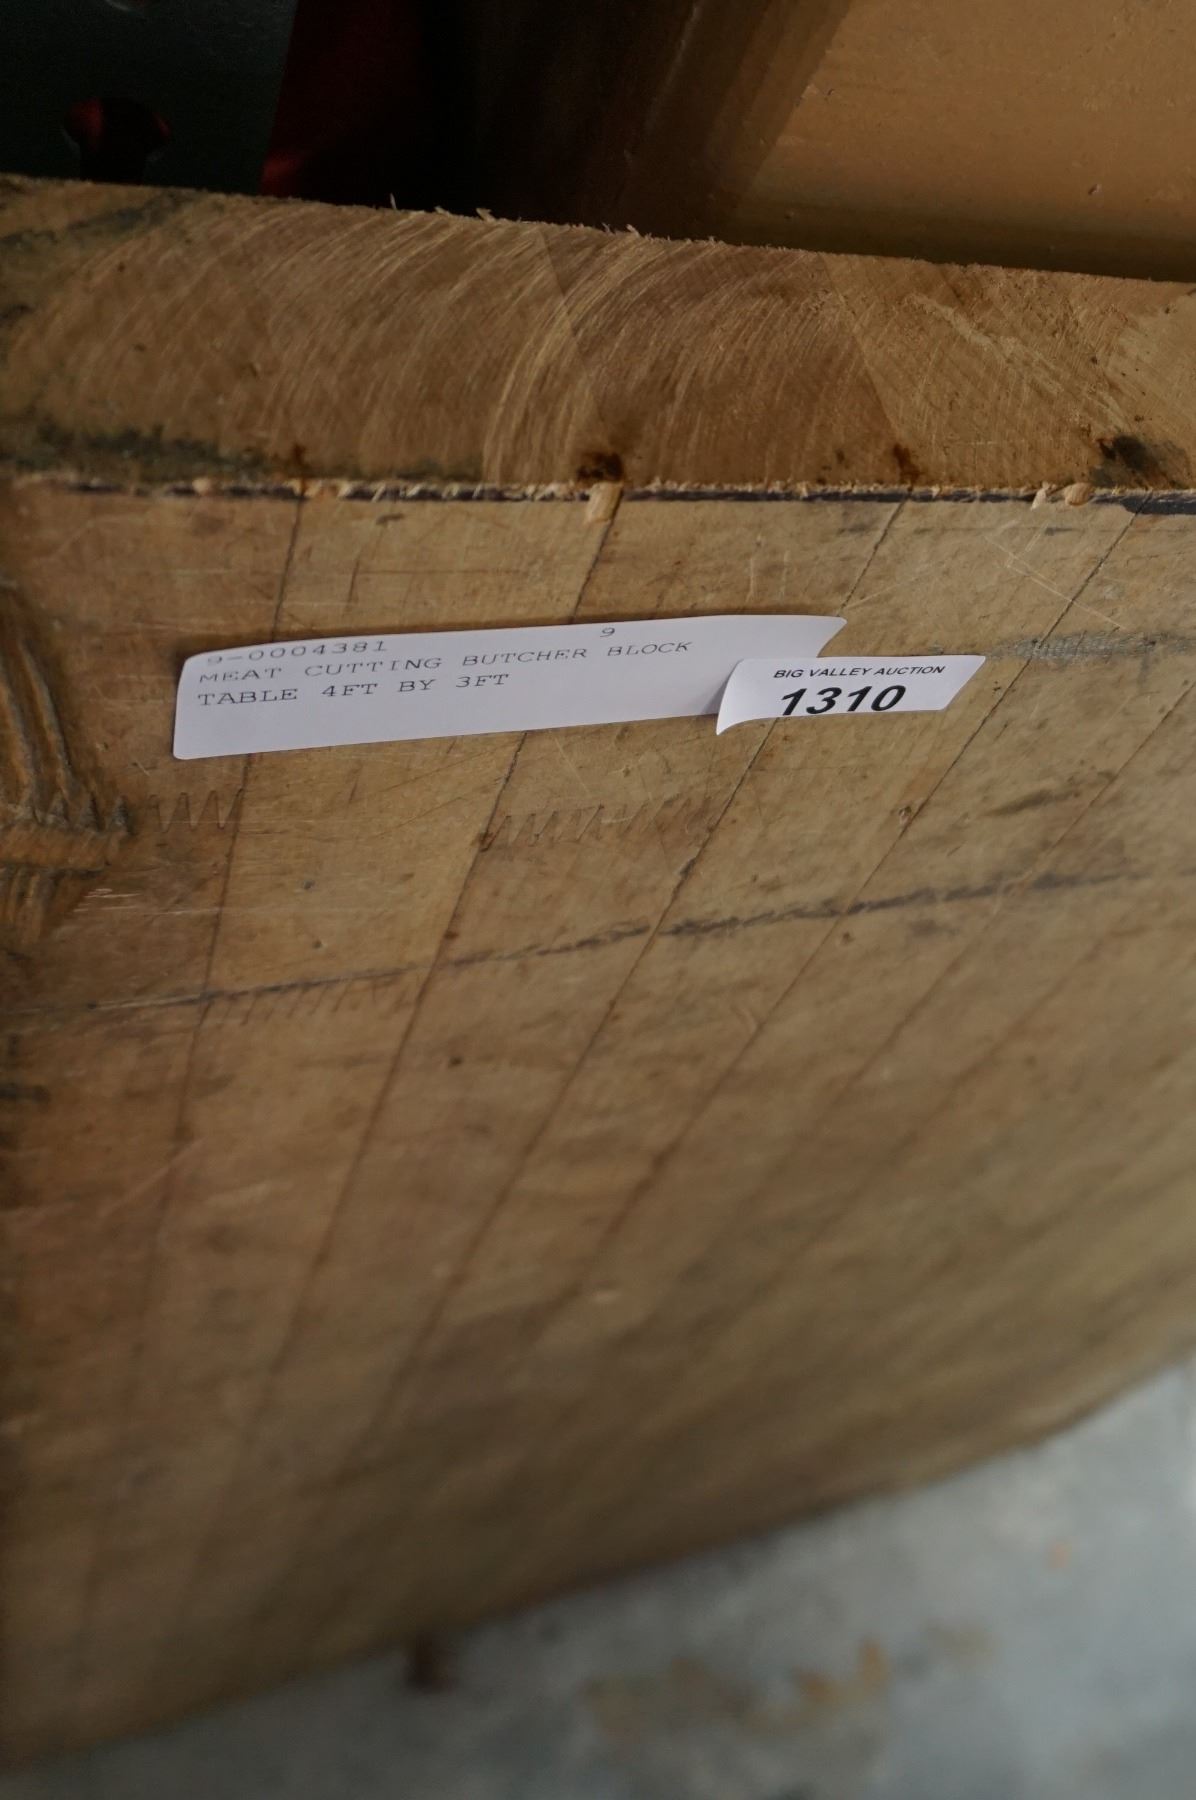 9-0004381 9
MEAT CUTTING BUTCHER BLOCK
TABLE 4FT BY 3FT
BIG VALLEY AUCTION
1310